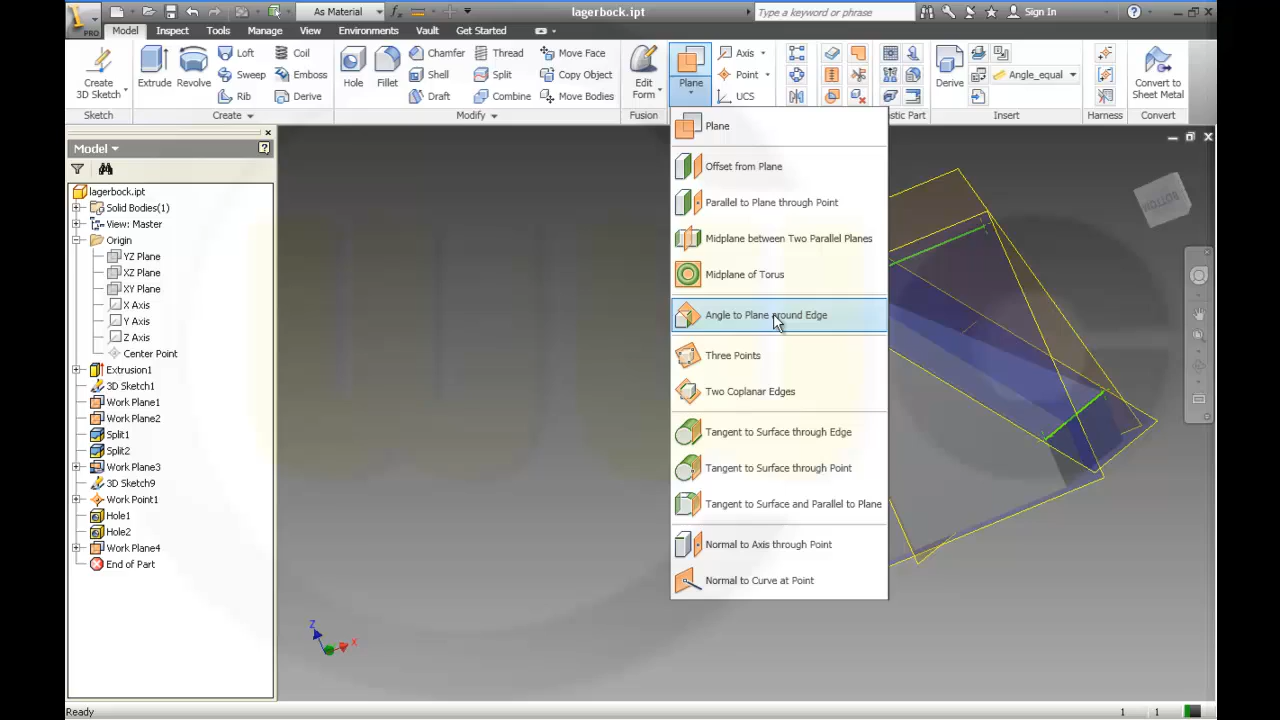 As Material
lagerbock.ipt
Type a keyword or phrase
Sign In
PRO
Model
Inspect
Tools
Manage
View
Environments
Vault
Get Started
Create
3D Sketch
Extrude
Revolve
Loft
Sweep
Rib
Coil
Emboss
Derive
Hole
Fillet
Chamfer
Shell
Draft
Thread
Split
Combine
Move Face
Copy Object
Move Bodies
Edit
Form
Plane
Axis
Point
UCS
Derive
Angle_equal
Convert to
Sheet Metal
Sketch
Create
Modify
Fusion
stic Part
Insert
Harness
Convert
Model
lagerbock.ipt
Solid Bodies(1)
View: Master
Origin
YZ Plane
XZ Plane
XY Plane
X Axis
Y Axis
Z Axis
Center Point
Extrusion1
3D Sketch1
Work Plane1
Work Plane2
Split1
Split2
Work Plane3
3D Sketch9
Work Point1
Hole1
Hole2
Work Plane4
End of Part
Plane
Offset from Plane
Parallel to Plane through Point
Midplane between Two Parallel Planes
Midplane of Torus
Angle to Plane around Edge
Three Points
Two Coplanar Edges
Tangent to Surface through Edge
Tangent to Surface through Point
Tangent to Surface and Parallel to Plane
Normal to Axis through Point
Normal to Curve at Point
BOTTOM
Z
X
Ready
1
1